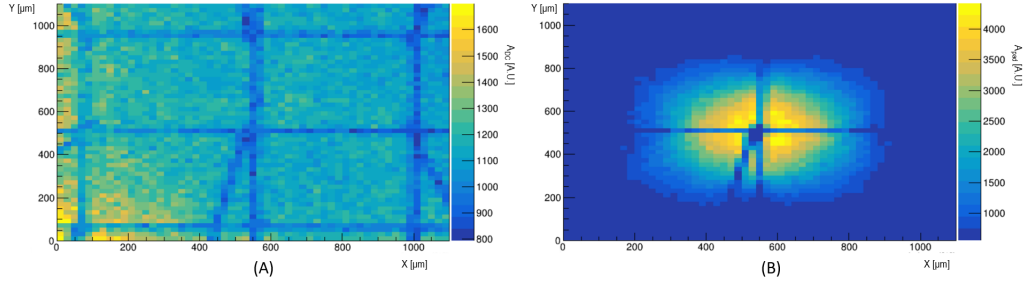 Y [μm] Y [μm]
1000 1000
1600 4000
800 1500 800 3500
1400 3000
600 1300 600 2500
1200
400 400 2000
1100
1500
200 1000 200
900 1000
0 800 0
0 200 400 600 800 1000 0 200 400 600 800 1000
X [μm] X [μm]
A_DC [A.U.] A_pad [A.U.]
(A) (B)